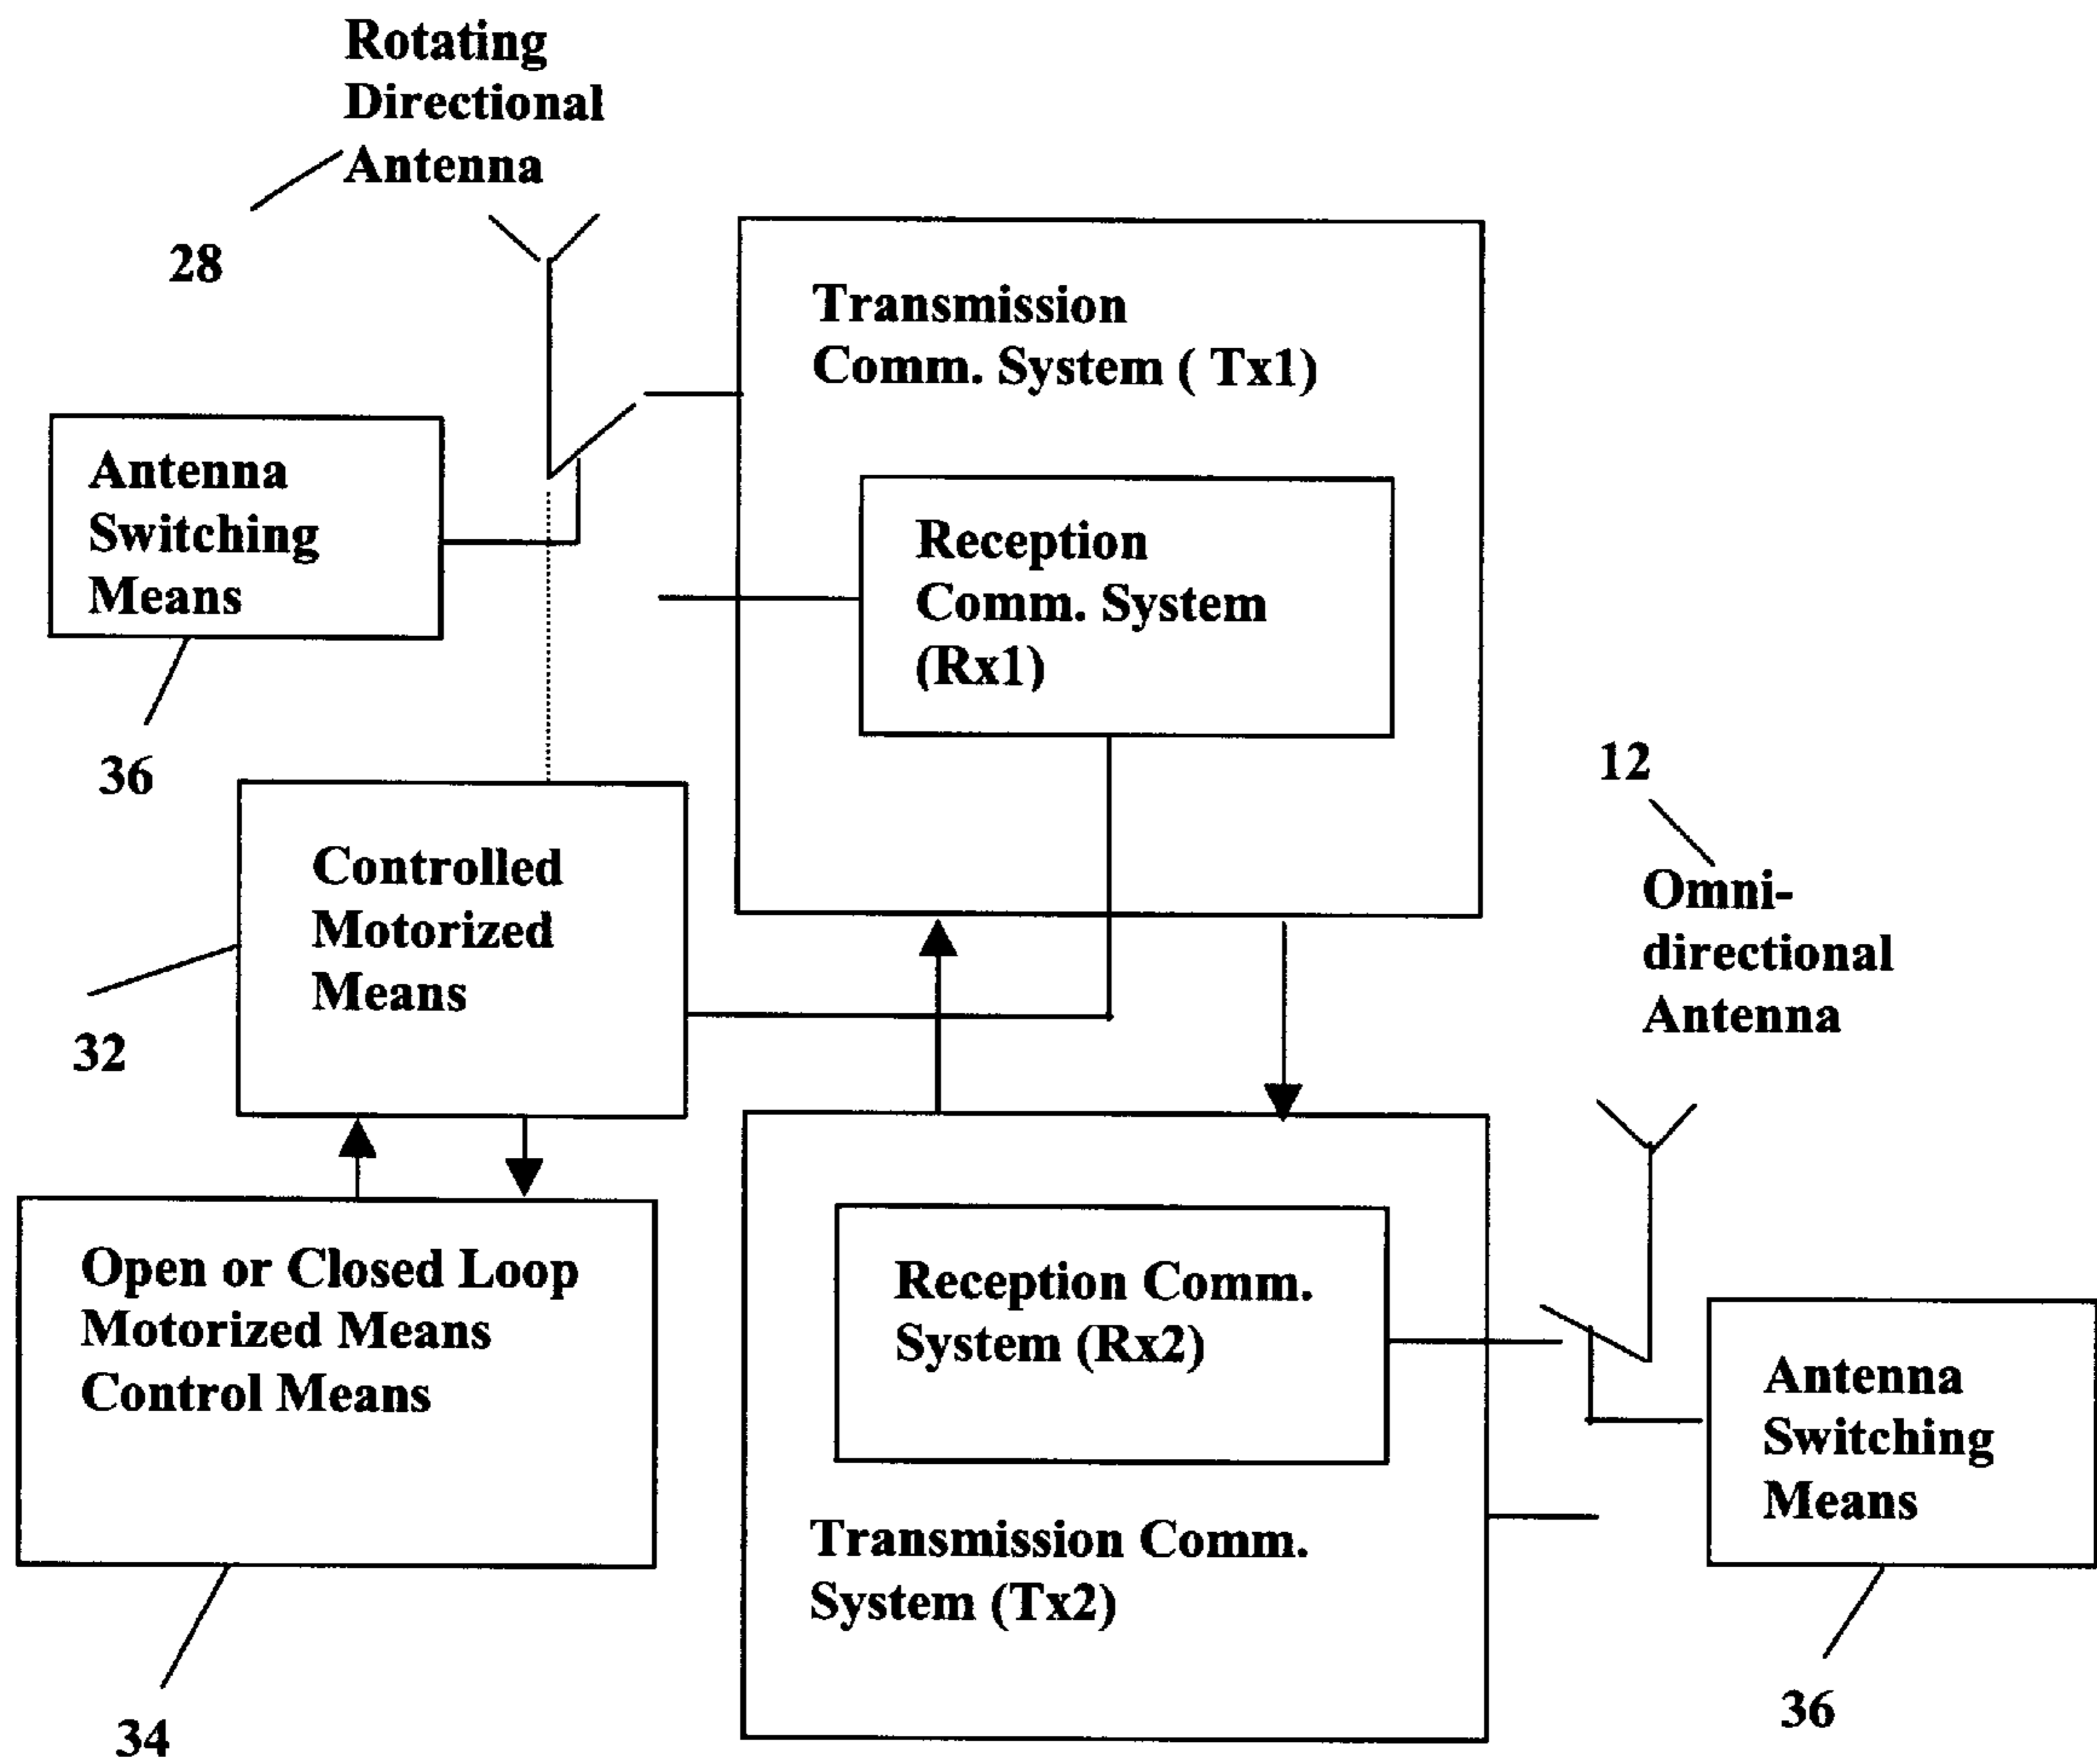 Rotating
Directional
Antenna
28
Transmission
Comm. System ( Tx1)
Antenna
Switching
Means
36
Reception
Comm. System
(Rx1)
12
Omni-
directional
Antenna
Controlled
Motorized
Means
32
Open or Closed Loop
Motorized Means
Control Means
34
Reception Comm.
System (Rx2)
Transmission Comm.
System (Tx2)
Antenna
Switching
Means
36